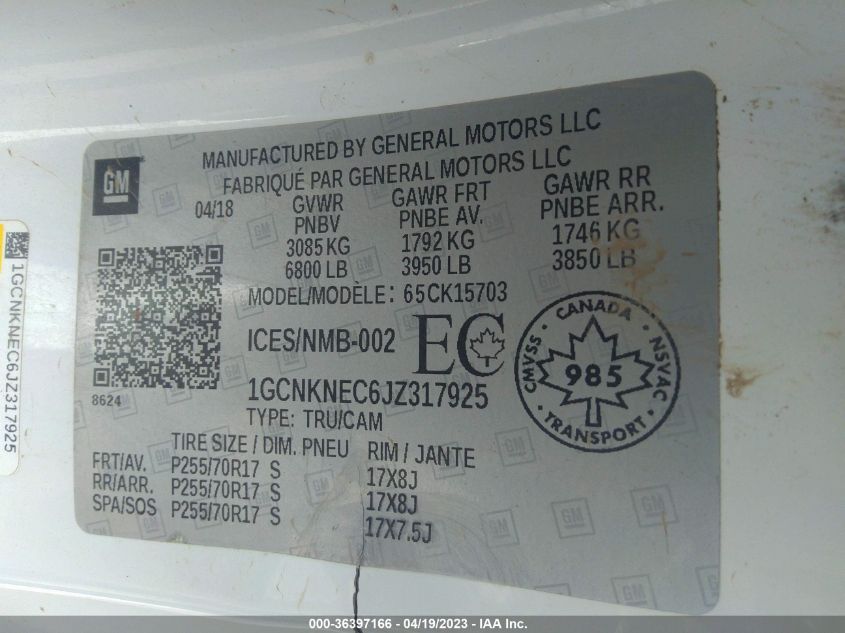 MANUFACTURED BY GENERAL MOTORS LLC
FABRIQUÉ PAR GENERAL MOTORS LLC
GM
04/18
GVWR GAWR FRT GAWR RR
PNBV PNBE AV. PNBE ARR.
3085 KG 1792 KG 1746 KG
6800 LB 3950 LB 3850 LB
MODEL/MODÈLE: 65CK15703
ICES/NMB-002 EC
8624
1GCNKNEC6JZ317925
TYPE: TRU/CAM
CANADA
CMVSS NSVAC
985
TRANSPORT
TIRE SIZE / DIM. PNEU RIM / JANTE
FRT/AV. P255/70R17 S 17X8J
RR/ARR. P255/70R17 S 17X8J
SPA/SOS P255/70R17 S 17X7.5J
1GCNKNEC6JZ317925
000-36397166 - 04/19/2023 - IAA Inc.